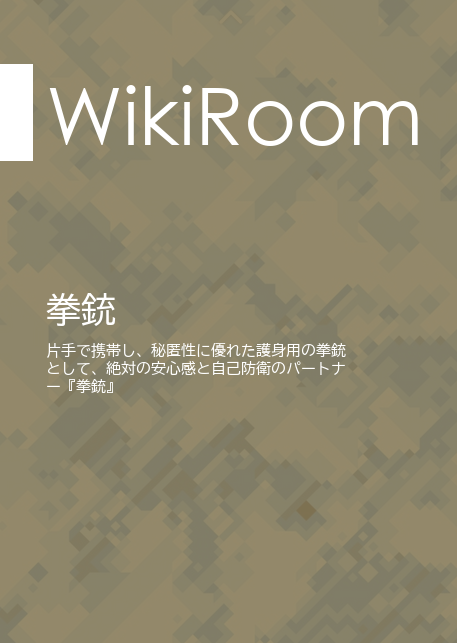 WikiRoom
拳銃
片手で携帯し、秘匿性に優れた護身用の拳銃
として、絶対の安心感と自己防衛のパートナ
ー『拳銃』